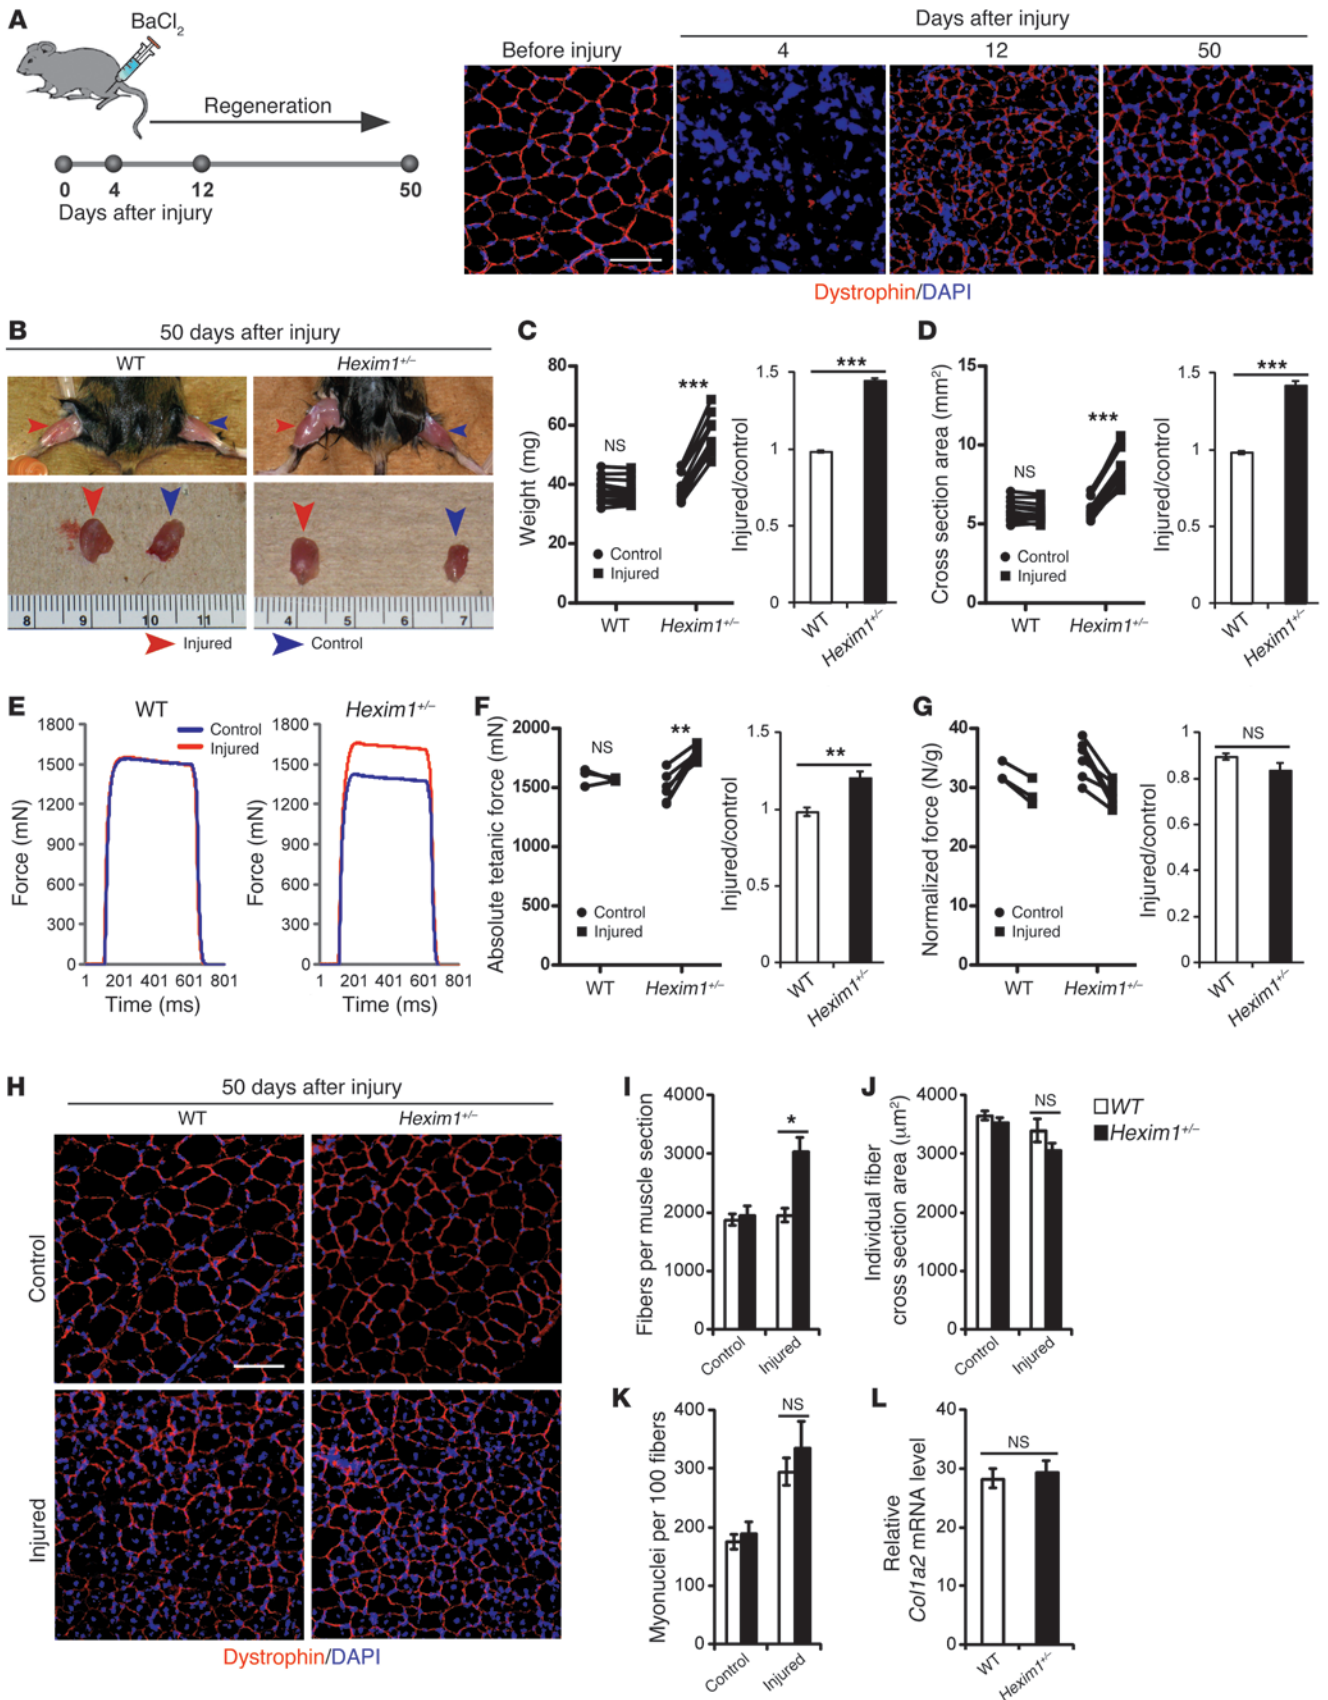 A
BaCl2
Regeneration
0 4 12 50
Days after injury
Days after injury
Before injury 4 12 50
Dystrophin/DAPI
B
50 days after injury
WT Hexim1+/–
8 9 10 11
4 5 6 7
Injured Control
C
Weight (mg)
80
60
40
20
0
NS
***
Control
Injured
WT Hexim1+/–
Injured/control
1.5
1
0.5
0
***
WT
Hexim1+/–
D
Cross section area (mm2)
15
10
5
0
NS
***
Control
Injured
WT Hexim1+/–
Injured/control
1.5
1
0.5
0
***
WT
Hexim1+/–
E
WT
Force (mN)
1800
1500
1200
900
600
300
0
1 201 401 601 801
Time (ms)
Control
Injured
Hexim1+/–
Force (mN)
1800
1500
1200
900
600
300
0
1 201 401 601 801
Time (ms)
F
Absolute tetanic force (mN)
2000
1500
1000
500
0
NS
**
Control
Injured
WT Hexim1+/–
Injured/control
1.5
1
0.5
0
**
WT
Hexim1+/–
G
Normalized force (N/g)
40
30
20
10
0
Control
Injured
WT Hexim1+/–
Injured/control
1
0.8
0.6
0.4
0.2
0
NS
WT
Hexim1+/–
H
50 days after injury
WT Hexim1+/–
Control
Injured
Dystrophin/DAPI
I
Fibers per muscle section
4000
3000
2000
1000
0
*
Control
Injured
J
Individual fiber
cross section area (μm2)
4000
3000
2000
1000
0
NS
Control
Injured
WT
Hexim1+/–
K
Myonuclei per 100 fibers
400
300
200
100
0
NS
Control
Injured
L
Relative
Col1a2 mRNA level
40
30
20
10
0
NS
WT
Hexim1+/–